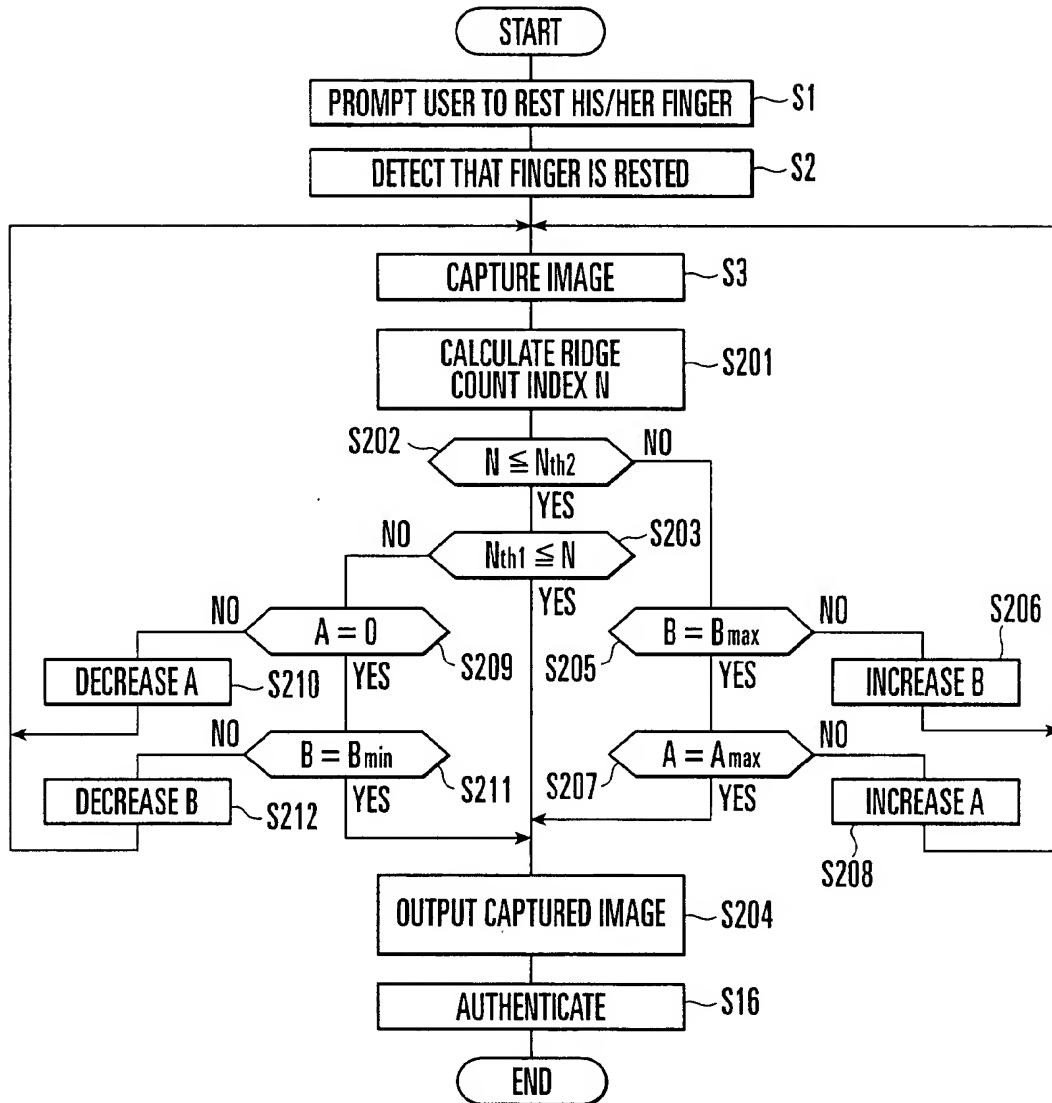 START
PROMPT USER TO REST HIS/HER FINGER
S1
DETECT THAT FINGER IS RESTED
S2
CAPTURE IMAGE
S3
CALCULATE RIDGE
COUNT INDEX N
S201
S202
N ≦ Nth2
NO
YES
S203
NO
Nth1 ≦ N
YES
NO
A = 0
S209
YES
DECREASE A
S210
B = Bmax
S205
NO
YES
S206
INCREASE B
NO
B = Bmin
S211
YES
DECREASE B
S212
A = Amax
S207
NO
YES
INCREASE A
S208
OUTPUT CAPTURED IMAGE
S204
AUTHENTICATE
S16
END